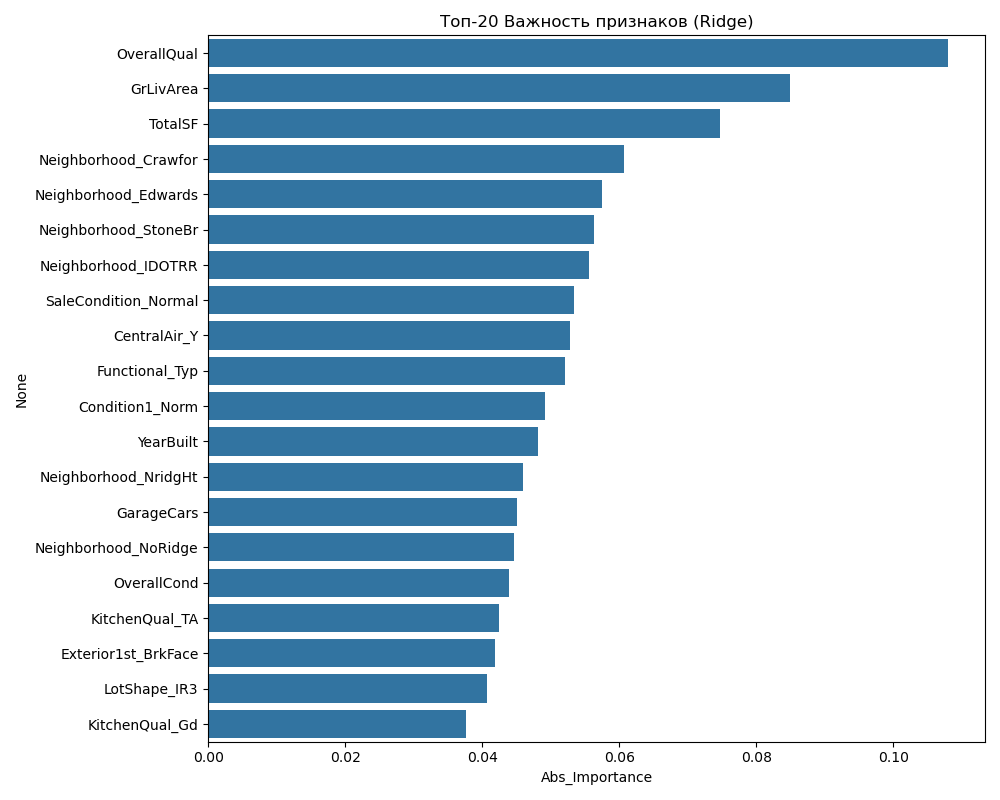 Топ-20 Важность признаков (Ridge)
OverallQual
GrLivArea
TotalSF
Neighborhood_Crawfor
Neighborhood_Edwards
Neighborhood_StoneBr
Neighborhood_IDOTRR
SaleCondition_Normal
CentralAir_Y
Functional_Typ
Condition1_Norm
YearBuilt
Neighborhood_NridgHt
GarageCars
Neighborhood_NoRidge
OverallCond
KitchenQual_TA
Exterior1st_BrkFace
LotShape_IR3
KitchenQual_Gd
None
0.00 0.02 0.04 0.06 0.08 0.10
Abs_Importance